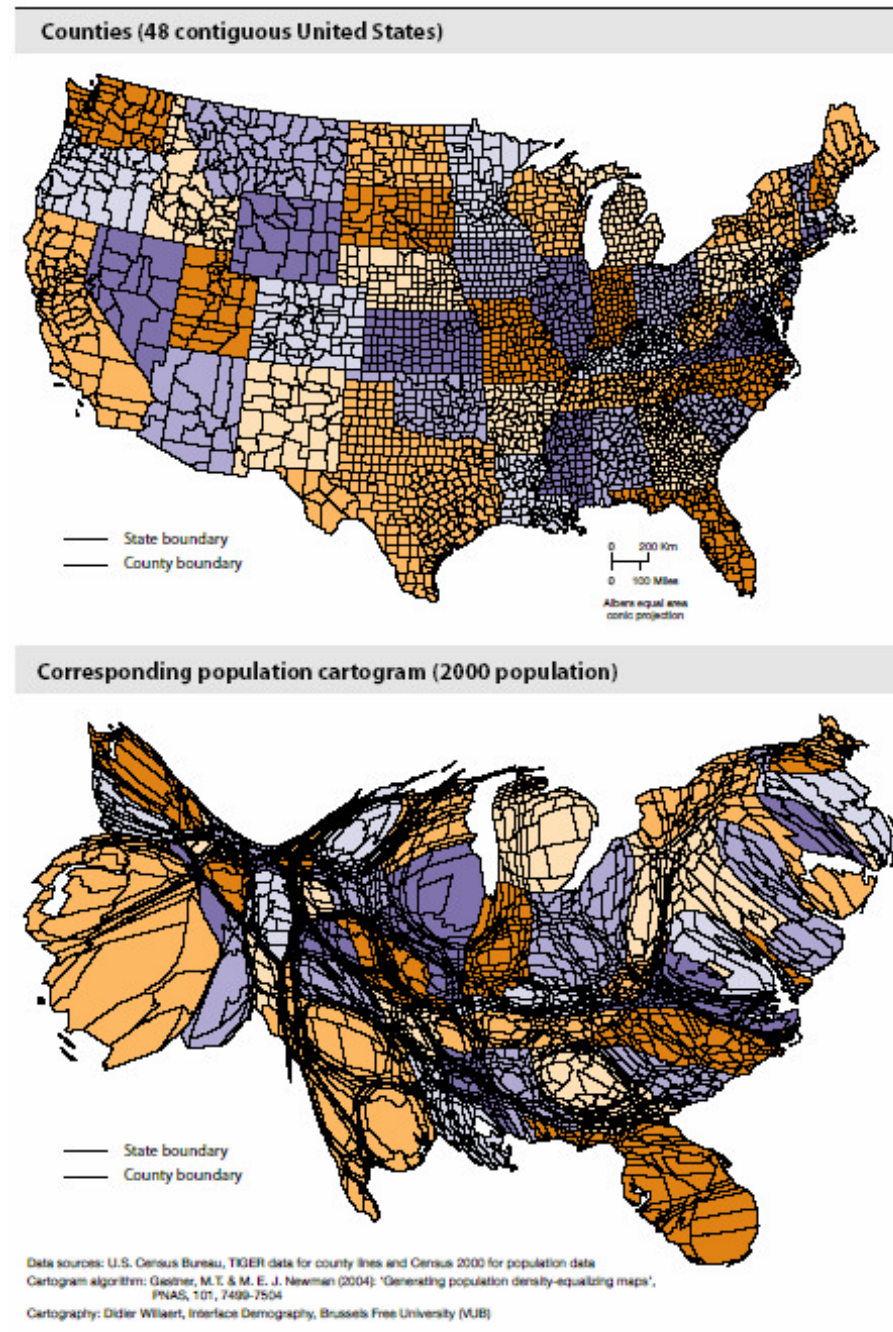 Counties (48 contiguous United States)
State boundary
County boundary
0 200 Km
0 100 Miles
Albers equal area
conic projection
Corresponding population cartogram (2000 population)
State boundary
County boundary
Data sources: U.S. Census Bureau, TIGER data for county lines and Census 2000 for population data
Cartogram algorithm: Gastner, M.T. & M. E. J. Newman (2004): 'Generating population density-equalizing maps',
PNAS, 101, 7499-7504
Cartography: Didier Willaert, Interface Demography, Brussels Free University (VUB)